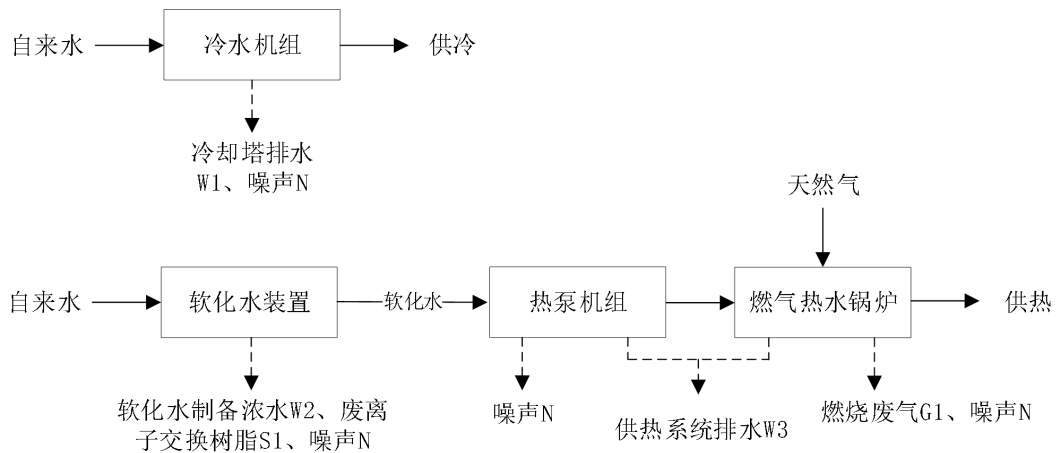 自来水
冷水机组
供冷
冷却塔排水
W1、噪声N
天然气
自来水
软化水装置
软化水
热泵机组
燃气热水锅炉
供热
软化水制备浓水W2、废离
子交换树脂S1、噪声N
噪声N
供热系统排水W3
燃烧废气G1、噪声N